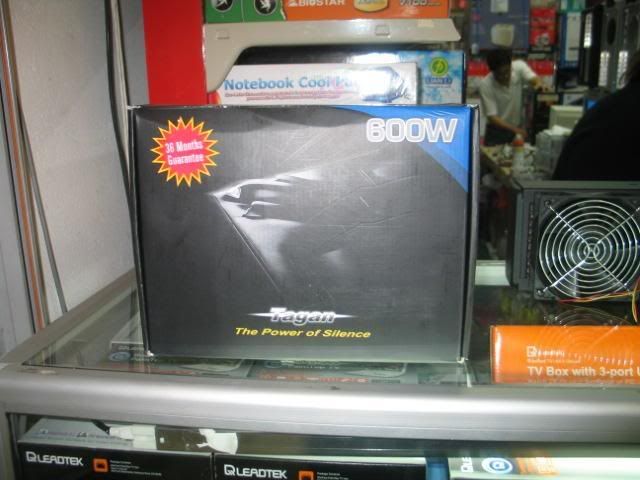 BIOSTAR
Notebook Cool
600W
36 Months
Guarantee
Tagan
The Power of Silence
TV Box with 3-port U
LEADTEK
LEADTEK